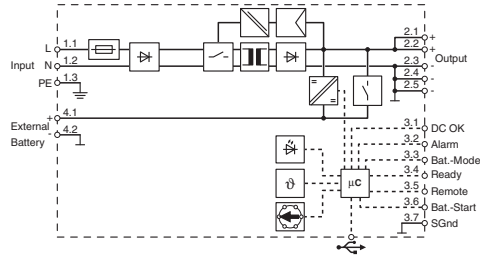 L 1.1
Input N 1.2
PE 1.3
+ 4.1
External
Battery - 4.2
2.1 +
2.2 +
Output
2.3 -
2.4 -
2.5 -
= =
ϑ
µC
3.1 DC OK
3.2 Alarm
3.3 Bat.-Mode
3.4 Ready
3.5 Remote
3.6 Bat.-Start
3.7 SGnd